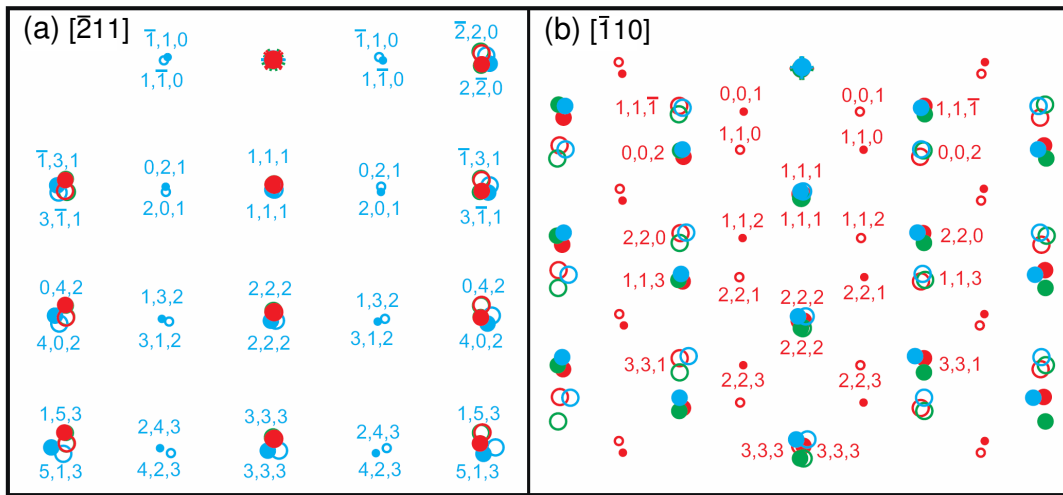 (a) [2̄11]
1̄,1,0 1̄,1,0 2̄,2,0
1,1̄,0 1,1̄,0 2,2̄,0
1̄,3,1 0,2,1 1,1,1 0,2,1 1̄,3,1
3,1̄,1 2,0,1 1,1,1 2,0,1 3,1̄,1
0,4,2 1,3,2 2,2,2 1,3,2 0,4,2
4,0,2 3,1,2 2,2,2 3,1,2 4,0,2
1,5,3 2,4,3 3,3,3 2,4,3 1,5,3
5,1,3 4,2,3 3,3,3 4,2,3 5,1,3
(b) [1̄10]
1,1,1̄ 0,0,1 0,0,1 1,1,1̄
1,1,0 1,1,0
0,0,2 0,0,2
1,1,1
1,1,2 1,1,1 1,1,2
2,2,0 2,2,0
1,1,3 1,1,3
2,2,1 2,2,2 2,2,1
2,2,2
3,3,1 3,3,1
2,2,3 2,2,3
3,3,3 3,3,3